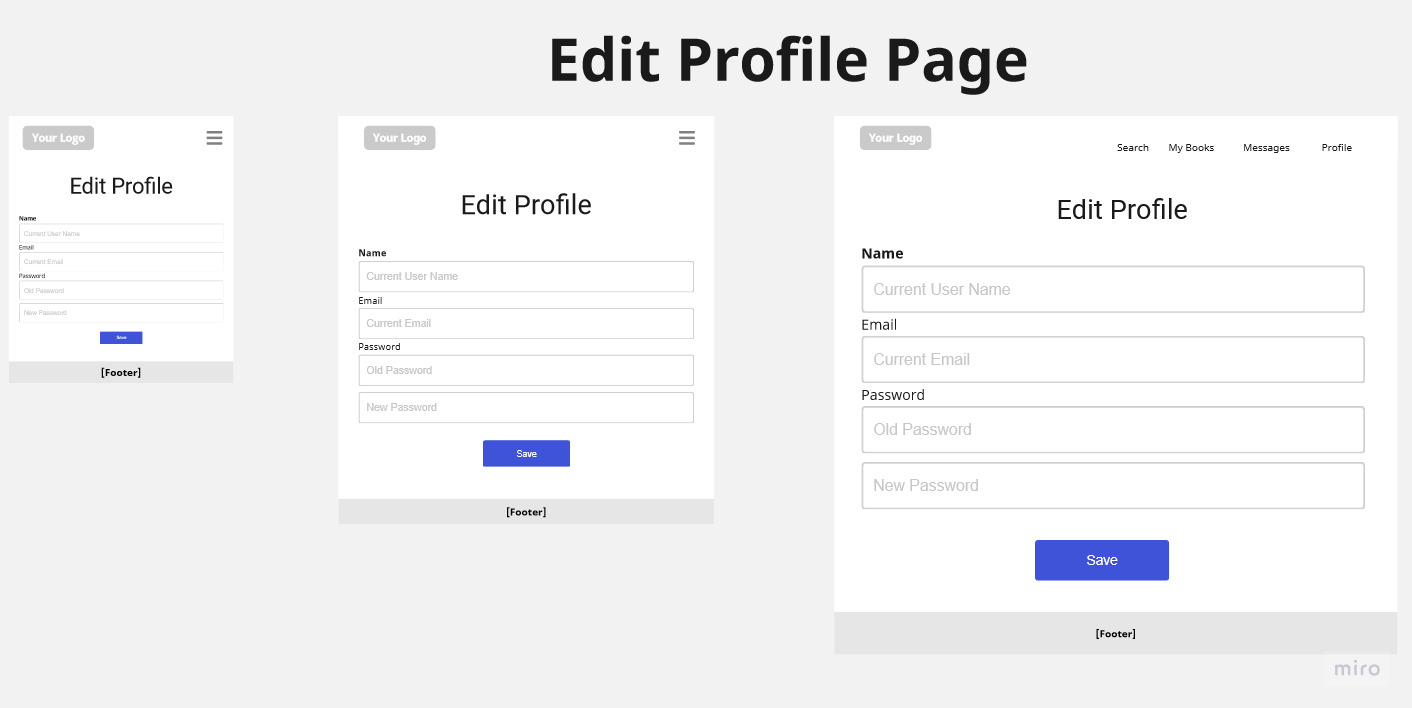 Edit Profile Page
Your Logo
Edit Profile
Name
Current User Name
Email
Current Email
Password
Old Password
New Password
Save
[Footer]
Your Logo
Edit Profile
Name
Current User Name
Email
Current Email
Password
Old Password
New Password
Save
[Footer]
Your Logo
Search My Books Messages Profile
Edit Profile
Name
Current User Name
Email
Current Email
Password
Old Password
New Password
Save
[Footer]
miro